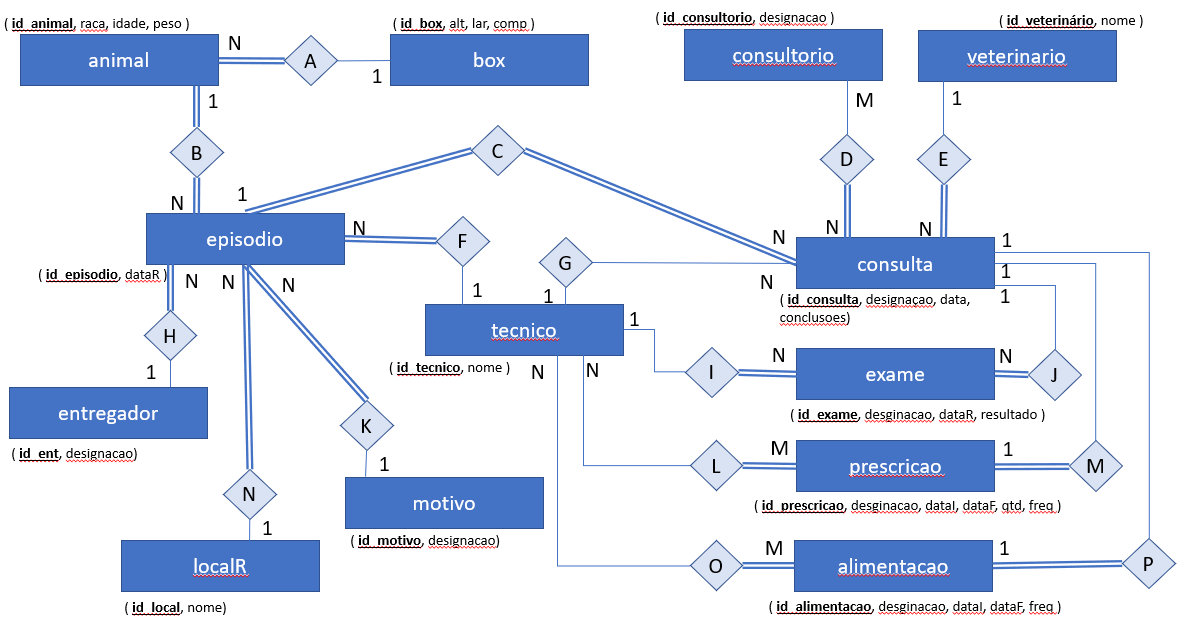 ( id_animal, raca, idade, peso )
( id_box, alt, lar, comp )
( id_consultorio, designacao )
( id_veterinário, nome )
animal
N
A
1
box
consultorio
veterinario
1
M
1
B
C
D
E
N
1
N
N
episodio
N
F
G
N
consulta
1
( id_episodio, dataR )
N
N
N
1
1
N
1
1
( id_consulta, designaçao, data,
conclusoes)
H
tecnico
1
1
( id_tecnico, nome )
N
N
I
N
exame
N
J
entregador
( id_exame, desginacao, dataR, resultado )
( id_ent, designacao)
K
1
L
M
prescricao
1
M
N
motivo
( id_prescricao, desginacao, dataI, dataF, qtd, freq )
1
( id_motivo, designacao)
localR
O
M
alimentacao
1
P
( id_local, nome)
( id_alimentacao, desginacao, dataI, dataF, freq )